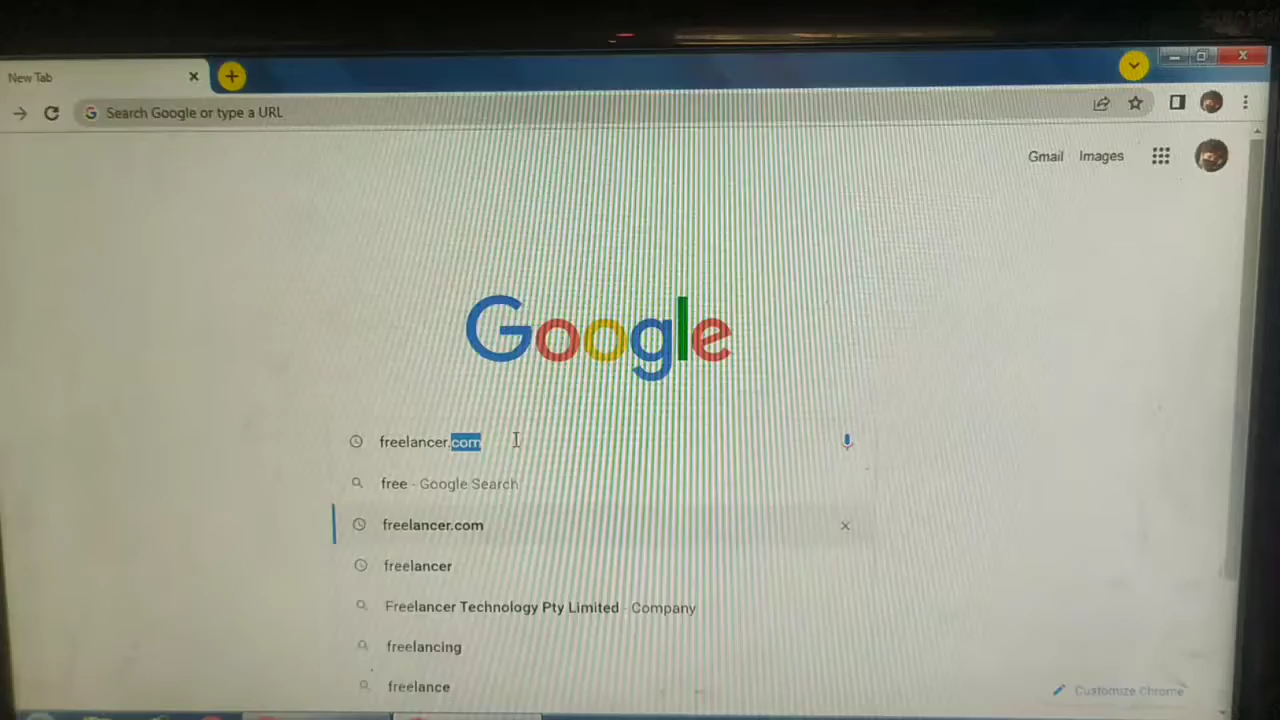 New Tab
Search Google or type a URL
Gmail Images
Google
freelancer.com
free - Google Search
freelancer.com
freelancer
Freelancer Technology Pty Limited - Company
freelancing
freelance
Customize Chrome